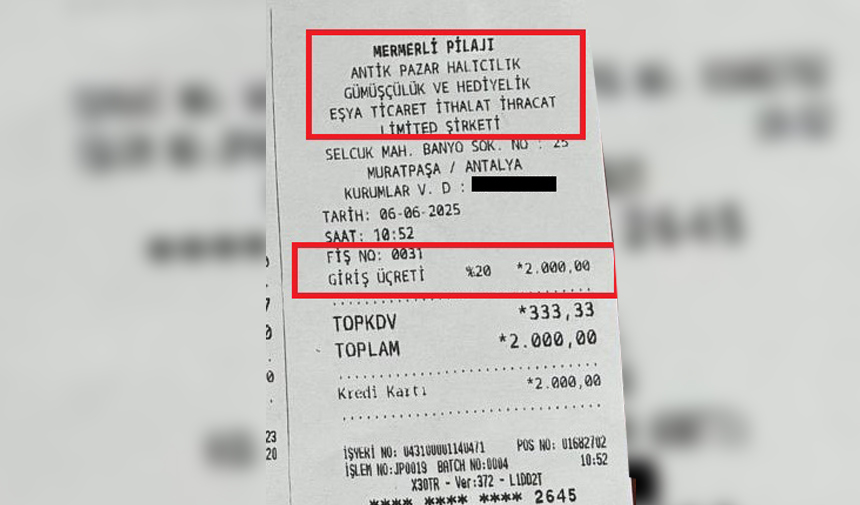 MERMERLİ PİLAJI
ANTİK PAZAR HALICILIK
GÜMÜŞÇÜLÜK VE HEDİYELİK
EŞYA TİCARET İTHALAT İHRACAT
LİMİTED ŞİRKETİ
SELCUK MAH. BANYO SOK. NO : 25
MURATPAŞA / ANTALYA
KURUMLAR V. D :
TARİH: 06-06-2025
SAAT: 10:52
FİŞ NO: 0031
GİRİŞ ÜCRETİ %20 *2.000,00
TOPKDV *333,33
TOPLAM *2.000,00
Kredi Kartı *2.000,00
İŞYERİ NO: 043100001140471 POS NO: 01682702
İŞLEM NO:JP0019 BATCH NO:0004 10:52
X30TR - Ver:372 - L1DD2T
**** **** **** 2645
23
20
2645